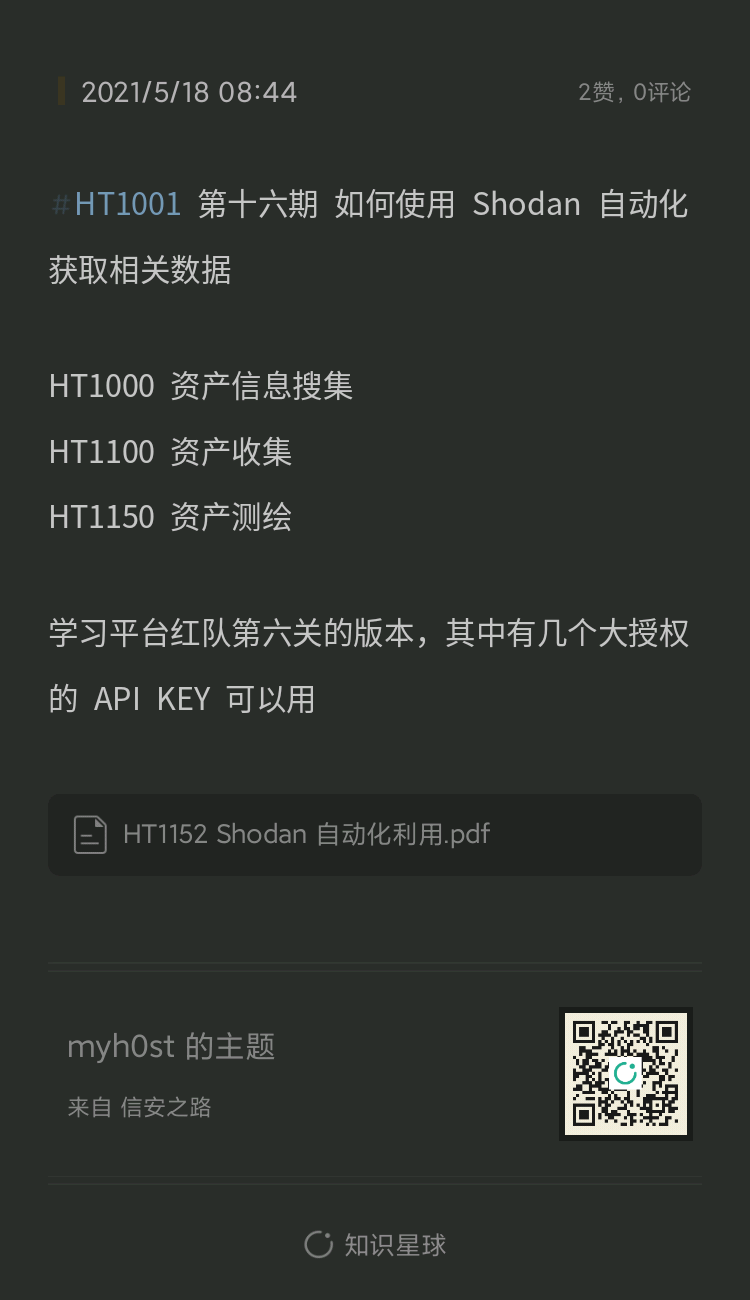 2021/5/18 08:44
2赞, 0评论
#HT1001 第十六期 如何使用 Shodan 自动化
获取相关数据
HT1000 资产信息搜集
HT1100 资产收集
HT1150 资产测绘
学习平台红队第六关的版本，其中有几个大授权
的 API KEY 可以用
HT1152 Shodan 自动化利用.pdf
myh0st 的主题
来自 信安之路
知识星球